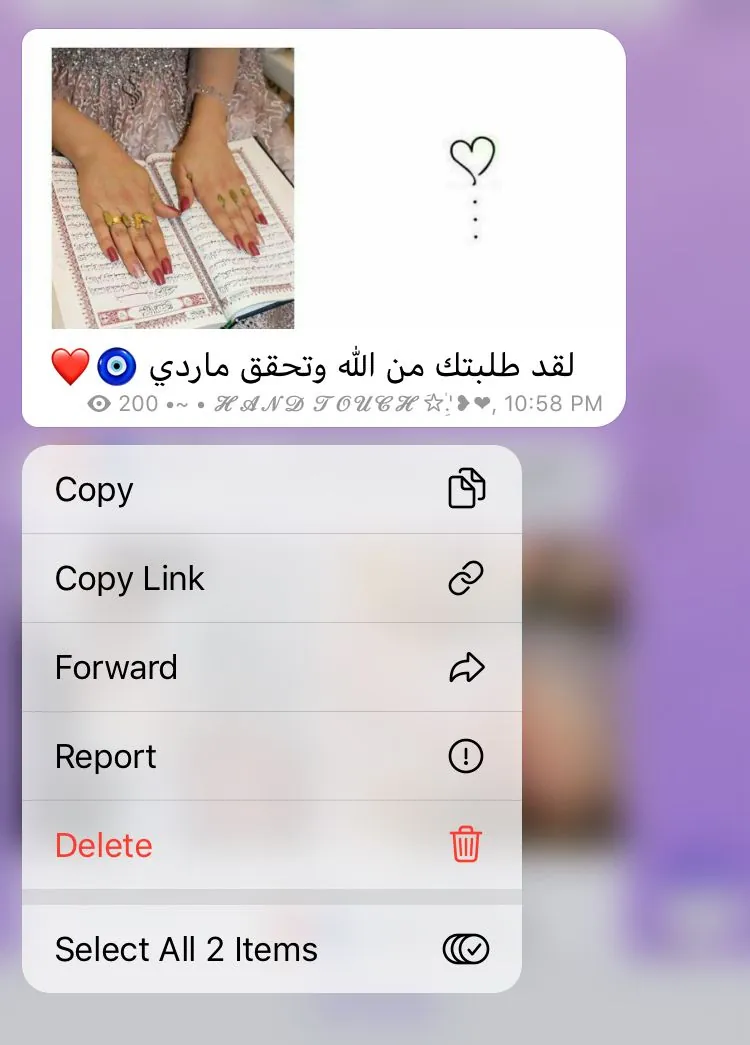 لقد طلبتك من الله وتحقق ماردي 🧿❤️
200 •~ • ℋ𝒜𝒩𝒟 𝒯𝒪𝒰𝒞ℋ ☆҉❥❤, 10:58 PM
Copy
Copy Link
Forward
Report
Delete
Select All 2 Items